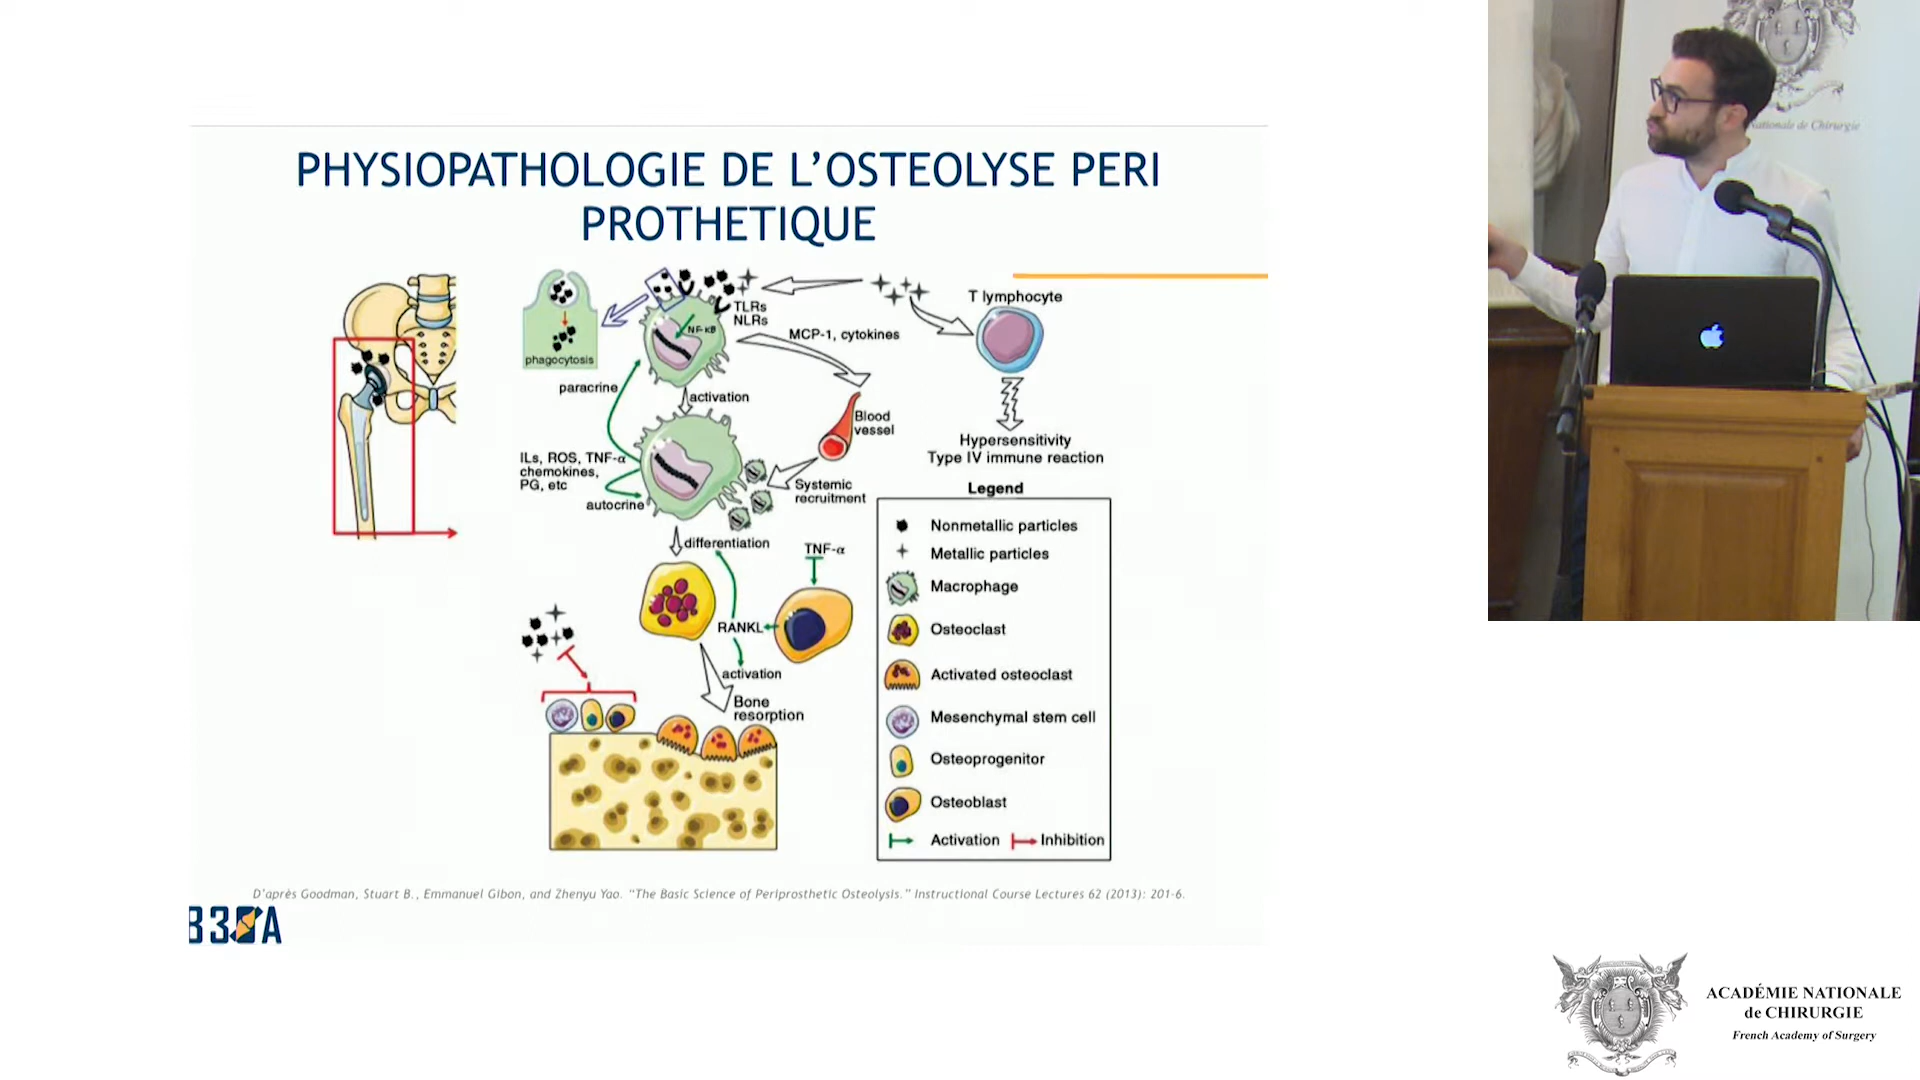 PHYSIOPATHOLOGIE DE L'OSTEOLYSE PERI
PROTHETIQUE
TLRs
NLRs
NF-κB
phagocytosis
MCP-1, cytokines
T lymphocyte
paracrine
activation
Blood
vessel
Hypersensitivity
Type IV immune reaction
ILs, ROS, TNF-α
chemokines,
PG, etc
autocrine
Systemic
recruitment
differentiation
TNF-α
RANKL
activation
Bone
resorption
Legend
Nonmetallic particles
Metallic particles
Macrophage
Osteoclast
Activated osteoclast
Mesenchymal stem cell
Osteoprogenitor
Osteoblast
Activation
Inhibition
D'après Goodman, Stuart B., Emmanuel Gibon, and Zhenyu Yao. "The Basic Science of Periprosthetic Osteolysis." Instructional Course Lectures 62 (2013): 201-6.
Nationale de Chirurgie
ACADÉMIE NATIONALE
de CHIRURGIE
French Academy of Surgery